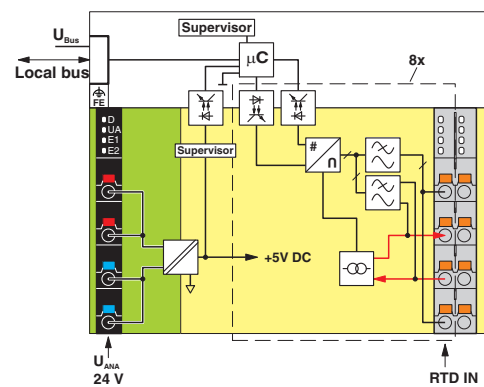 Supervisor
U Bus
µC
8x
Local bus
FE
D
UA
E1
E2
Supervisor
#
∩
+5V DC
U ANA
24 V
RTD IN